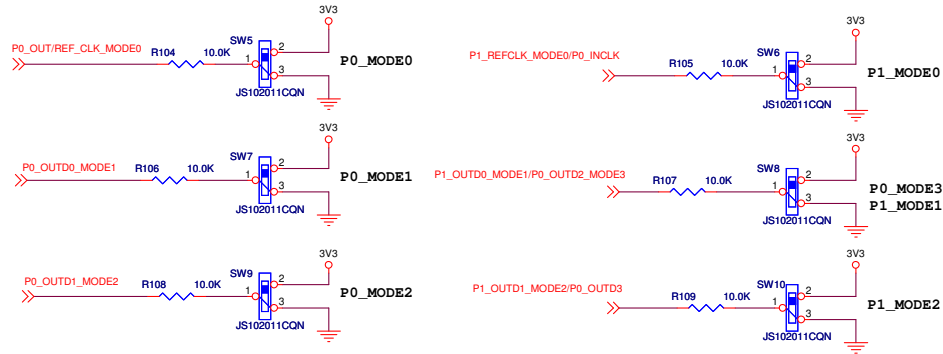 3V3
P0_OUT/REF_CLK_MODE0
R104
10.0K
SW5
1
2
3
JS102011CQN
P0_MODE0
3V3
P1_REFCLK_MODE0/P0_INCLK
R105
10.0K
SW6
1
2
3
JS102011CQN
P1_MODE0
3V3
P0_OUTD0_MODE1
R106
10.0K
SW7
1
2
3
JS102011CQN
P0_MODE1
3V3
P1_OUTD0_MODE1/P0_OUTD2_MODE3
R107
10.0K
SW8
1
2
3
JS102011CQN
P0_MODE3
P1_MODE1
3V3
P0_OUTD1_MODE2
R108
10.0K
SW9
1
2
3
JS102011CQN
P0_MODE2
3V3
P1_OUTD1_MODE2/P0_OUTD3
R109
10.0K
SW10
1
2
3
JS102011CQN
P1_MODE2